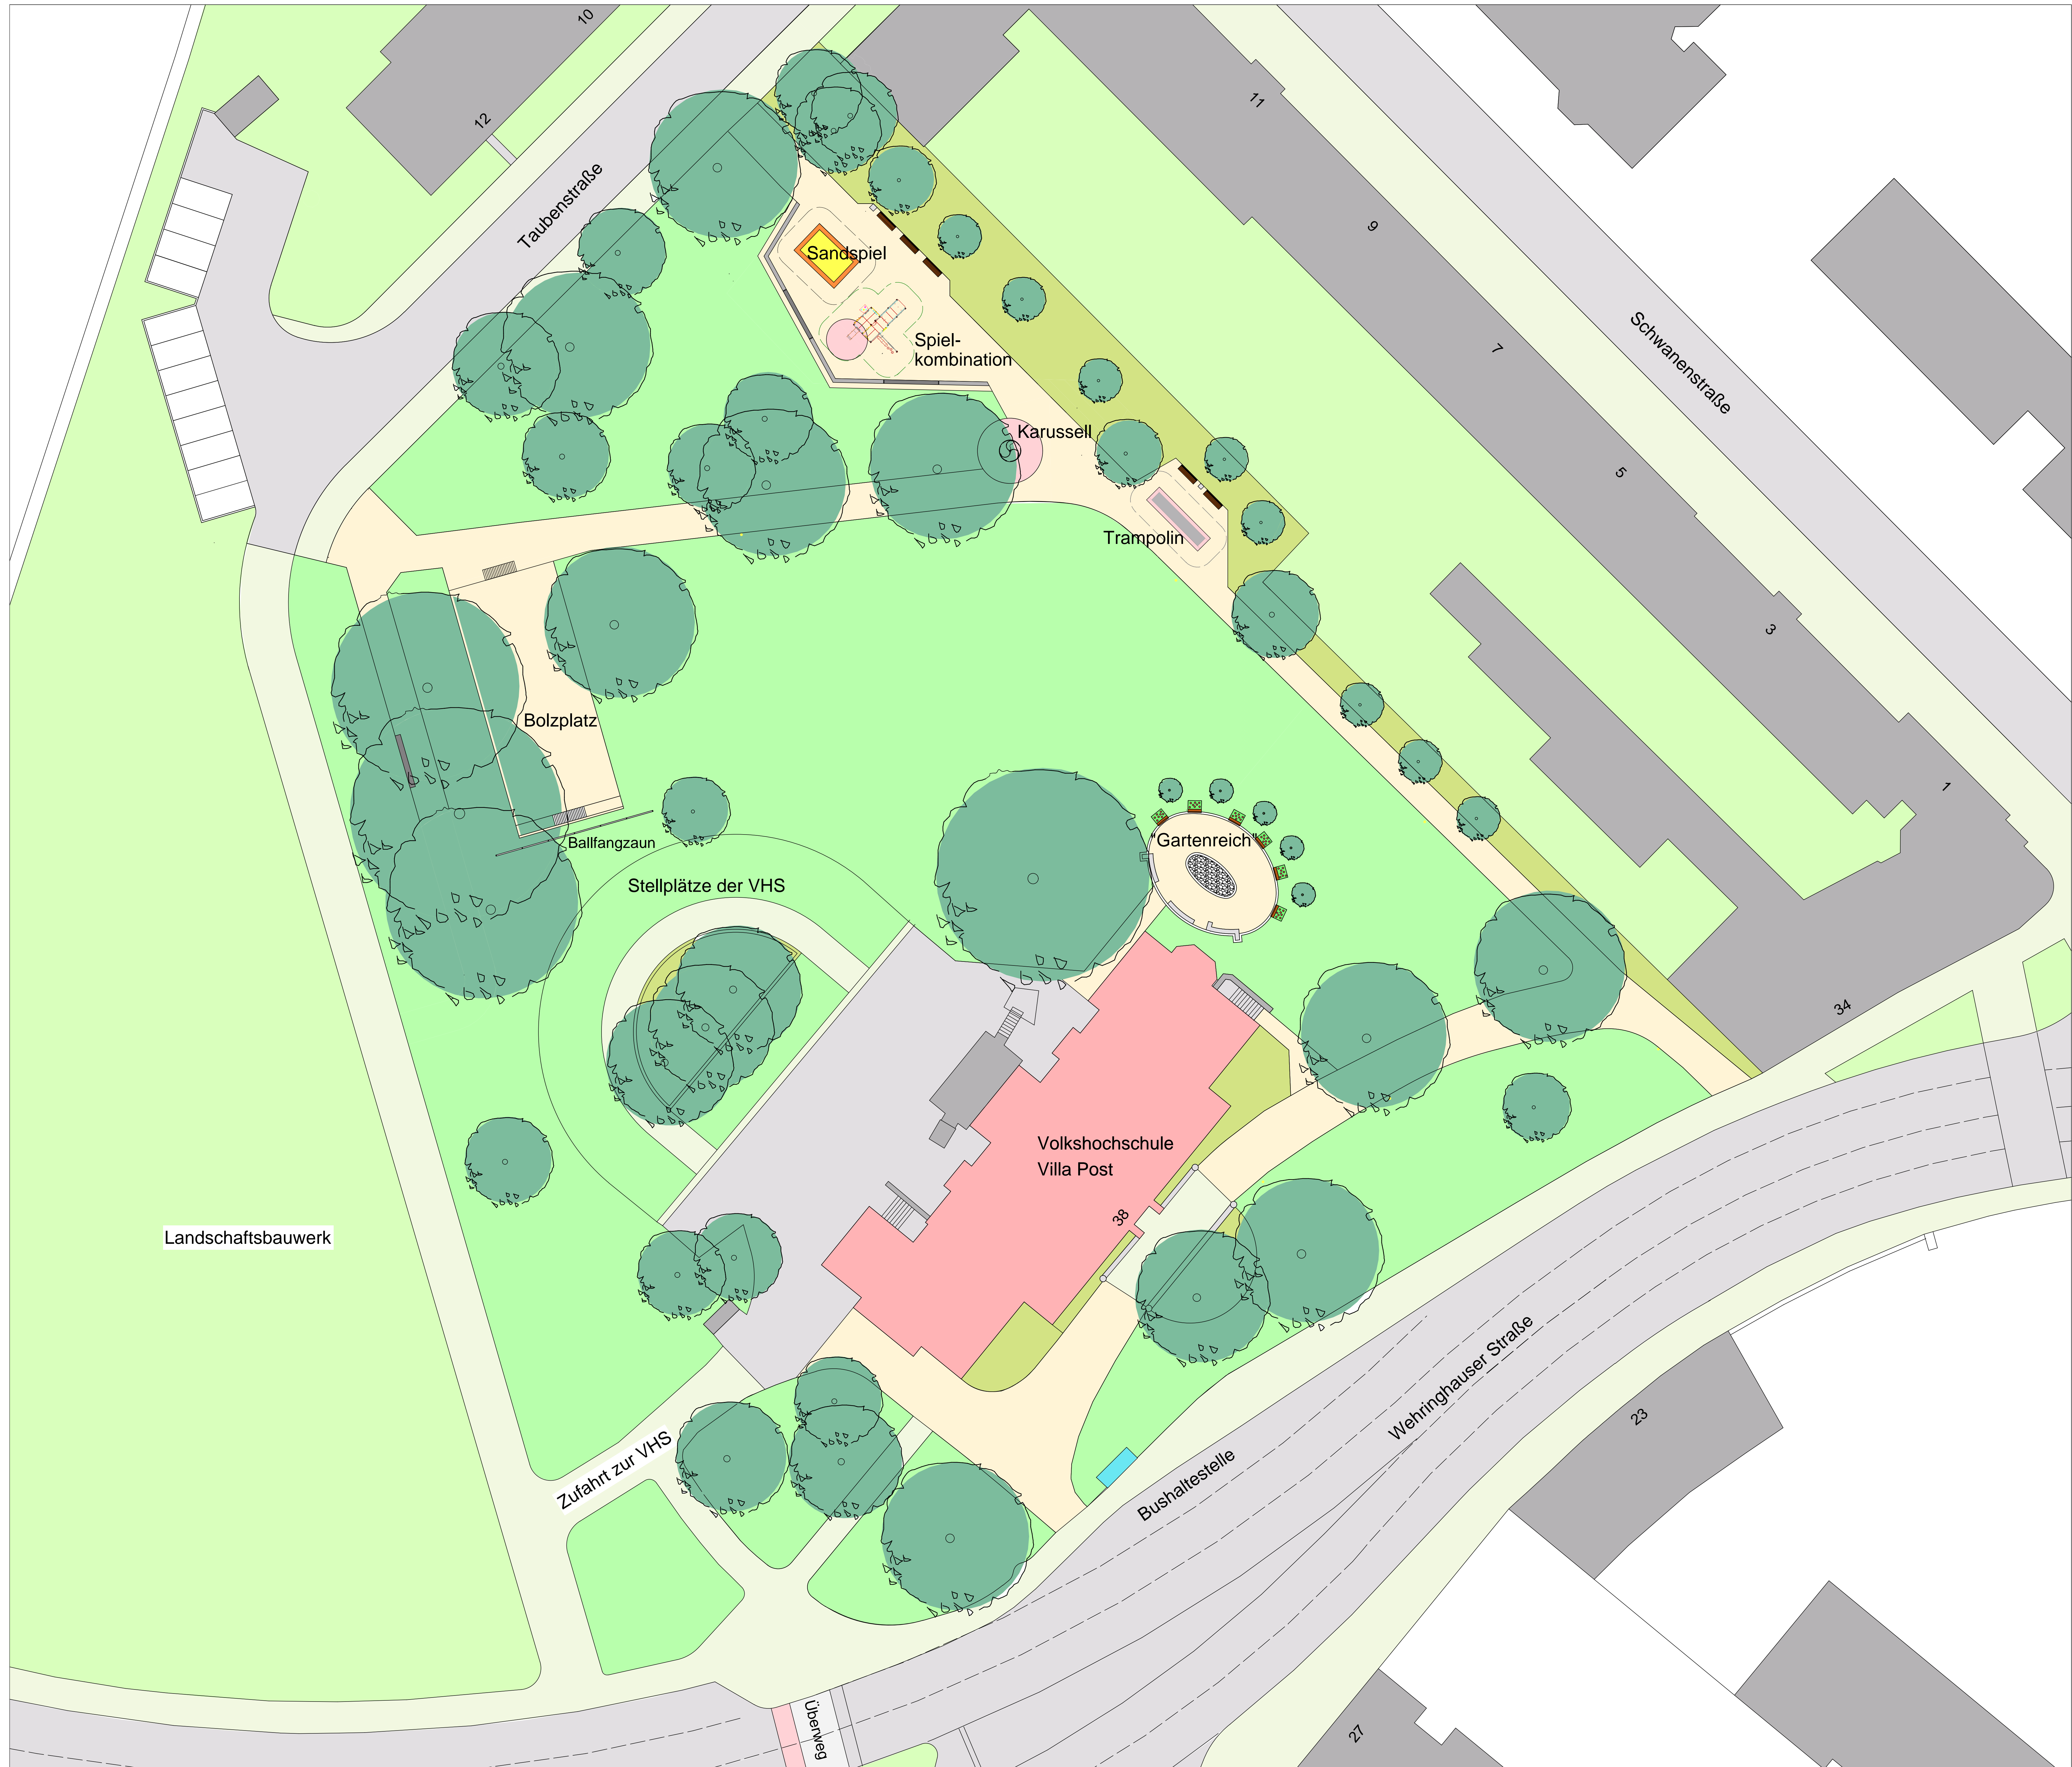 10
12
11
Taubenstraße
9
Sandspiel
Schwanenstraße
Spiel-
kombination
7
Karussell
5
Trampolin
3
Bolzplatz
1
Ballfangzaun
"Gartenreich"
Stellplätze der VHS
34
Volkshochschule
Villa Post
38
Landschaftsbauwerk
Wehringhauser Straße
23
Zufahrt zur VHS
Bushaltestelle
Überweg
27